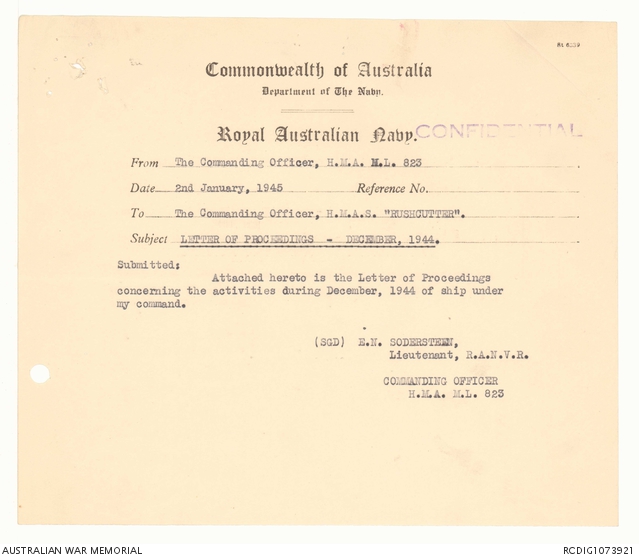 Commonwealth of Australia
Department of The Navy.
Royal Australian Navy.
CONFIDENTIAL
From The Commanding Officer, H.M.A. M.L. 823
Date 2nd January, 1945 Reference No.
To The Commanding Officer, H.M.A.S. "RUSHCUTTER".
Subject LETTER OF PROCEEDINGS - DECEMBER, 1944.
Submitted:
Attached hereto is the Letter of Proceedings
concerning the activities during December, 1944 of ship under
my command.
(SGD) E.N. SODERSTEEN,
Lieutenant, R.A.N.V.R.
COMMANDING OFFICER
H.M.A. M.L. 823
AUSTRALIAN WAR MEMORIAL
RCDIG1073921